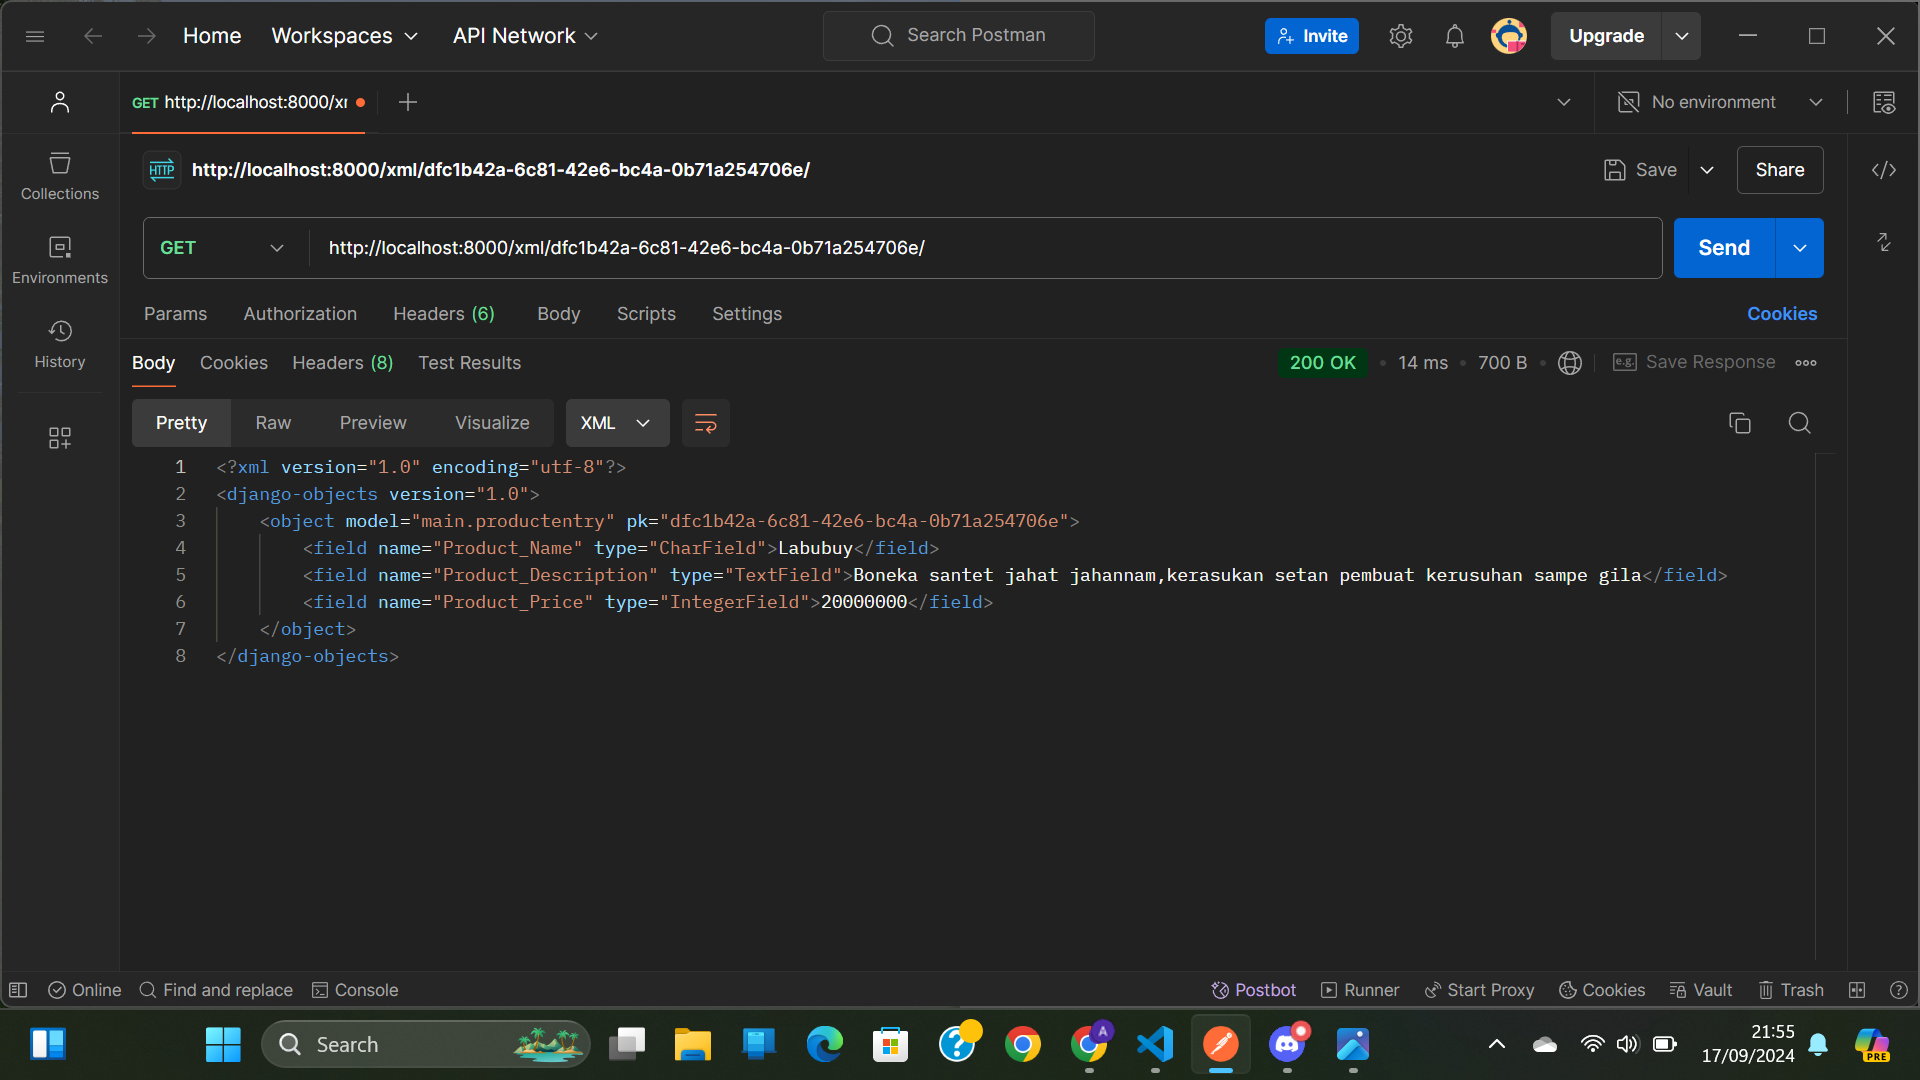 Home Workspaces API Network Search Postman Invite Upgrade
GET http://localhost:8000/xr No environment
HTTP http://localhost:8000/xml/dfc1b42a-6c81-42e6-bc4a-0b71a254706e/ Save Share
GET http://localhost:8000/xml/dfc1b42a-6c81-42e6-bc4a-0b71a254706e/ Send
Collections
Environments
History
Params Authorization Headers (6) Body Scripts Settings Cookies
Body Cookies Headers (8) Test Results 200 OK 14 ms 700 B e.g. Save Response
Pretty Raw Preview Visualize XML
1 <?xml version="1.0" encoding="utf-8"?>
2 <django-objects version="1.0">
3 <object model="main.productentry" pk="dfc1b42a-6c81-42e6-bc4a-0b71a254706e">
4 <field name="Product_Name" type="CharField">Labubuy</field>
5 <field name="Product_Description" type="TextField">Boneka santet jahat jahannam,kerasukan setan pembuat kerusuhan sampe gila</field>
6 <field name="Product_Price" type="IntegerField">20000000</field>
7 </object>
8 </django-objects>
Online Find and replace Console Postbot Runner Start Proxy Cookies Vault Trash
Search A 21:55
17/09/2024 PRE